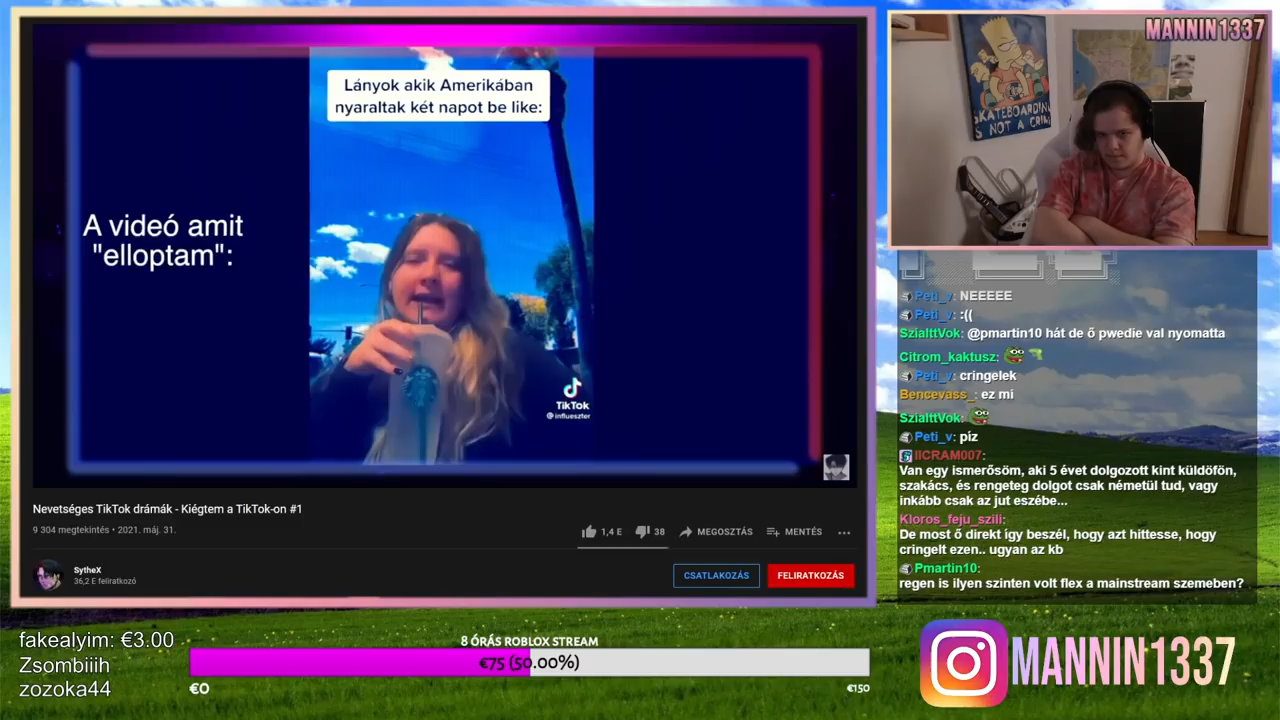 Lányok akik Amerikában
nyaraltak két napot be like:
A videó amit
"elloptam":
TikTok
@influeszter
Nevetséges TikTok drámák - Kiégtem a TikTok-on #1
9 304 megtekintés • 2021. máj. 31.
1,4 E
38
MEGOSZTÁS
MENTÉS
SytheX
36,2 E feliratkozó
CSATLAKOZÁS
FELIRATKOZÁS
MANNIN1337
SKATEBOARDING
IS NOT A CRIME
Peti_v: NEEEEE
Peti_v: :((
SzialttVok: @pmartin10 hát de ő pwedie val nyomatta
Citrom_kaktusz:
Peti_v: cringelek
Bencevass_: ez mi
SzialttVok:
Peti_v: píz
IICRAM007:
Van egy ismerősöm, aki 5 évet dolgozott kint küldöfön,
szakács, és rengeteg dolgot csak németül tud, vagy
inkább csak az jut eszébe...
Kloros_feju_szili:
De most ő direkt így beszél, hogy azt hittesse, hogy
cringelt ezen.. ugyan az kb
Pmartin10:
regen is ilyen szinten volt flex a mainstream szemeben?
fakealyim: €3.00
Zsombiiih
zozoka44
8 ÓRÁS ROBLOX STREAM
€75 (50.00%)
€0
€150
MANNIN1337